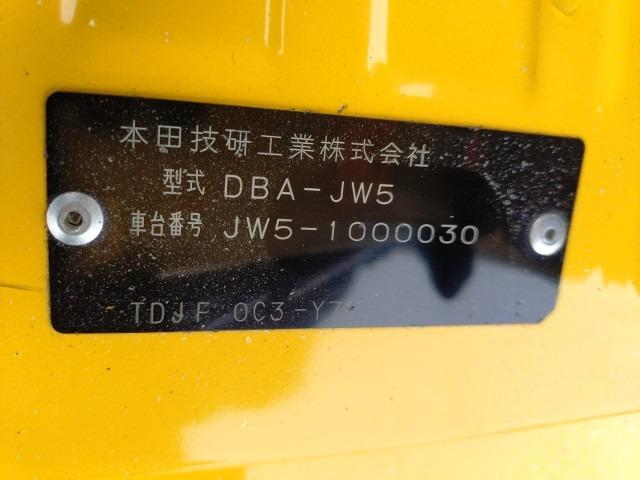 本田技研工業株式会社
型式 DBA-JW5
車台番号 JW5-1000030
TDJF 0C3-Y7